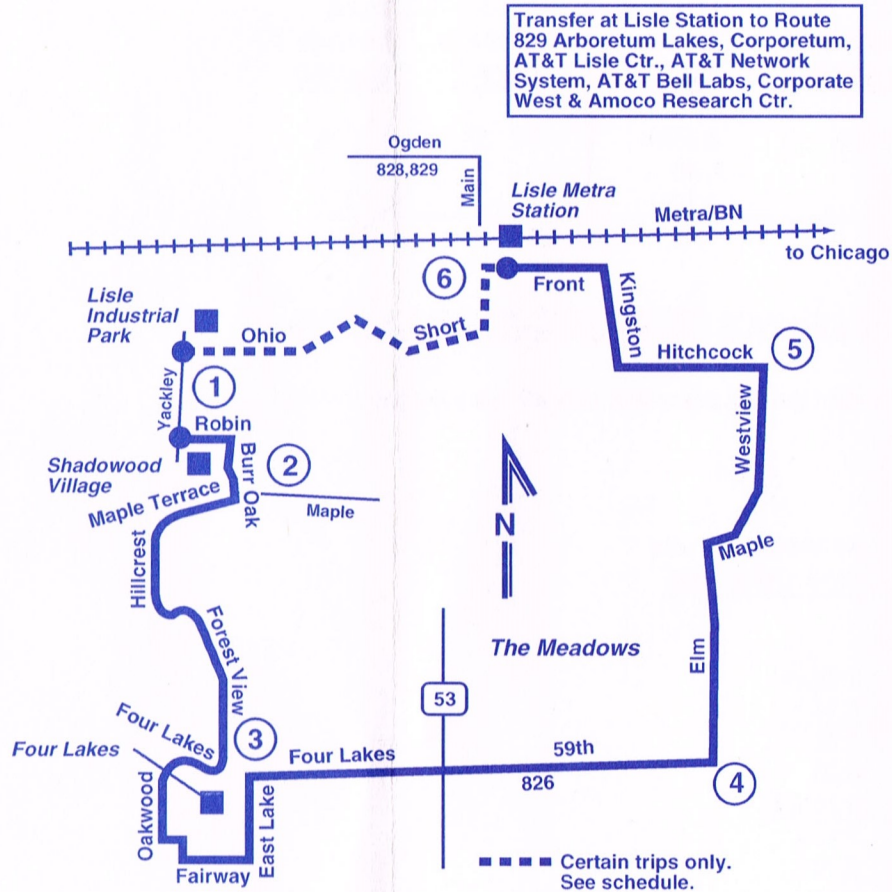 Transfer at Lisle Station to Route
829 Arboretum Lakes, Corporetum,
AT&T Lisle Ctr., AT&T Network
System, AT&T Bell Labs, Corporate
West & Amoco Research Ctr.
Ogden
828,829
Main
Lisle Metra
Station
Metra/BN
to Chicago
6
Front
Kingston
Lisle
Industrial
Park
Ohio
Short
Hitchcock
5
Yackley
1
Robin
Westview
Shadowood
Village
Burr Oak
2
Maple Terrace
Maple
N
Maple
Hillcrest
Forest View
The Meadows
Elm
53
Four Lakes
3
Four Lakes
Four Lakes
59th
826
4
Oakwood
East Lake
Fairway
Certain trips only.
See schedule.